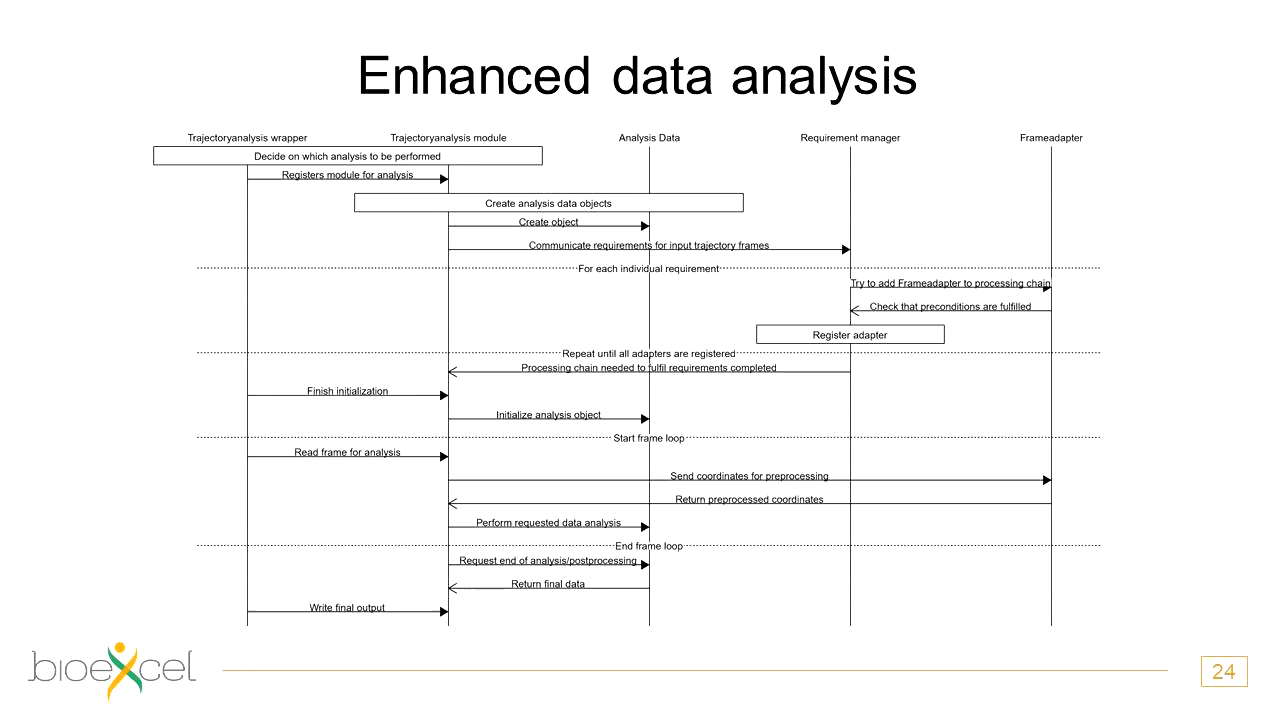 Enhanced data analysis
Trajectoryanalysis wrapper
Trajectoryanalysis module
Analysis Data
Requirement manager
Frameadapter
Decide on which analysis to be performed
Registers module for analysis
Create analysis data objects
Create object
Communicate requirements for input trajectory frames
For each individual requirement
Try to add Frameadapter to processing chain
Check that preconditions are fulfilled
Register adapter
Repeat until all adapters are registered
Processing chain needed to fulfil requirements completed
Finish initialization
Initialize analysis object
Start frame loop
Read frame for analysis
Send coordinates for preprocessing
Return preprocessed coordinates
Perform requested data analysis
End frame loop
Request end of analysis/postprocessing
Return final data
Write final output
bioexcel
24